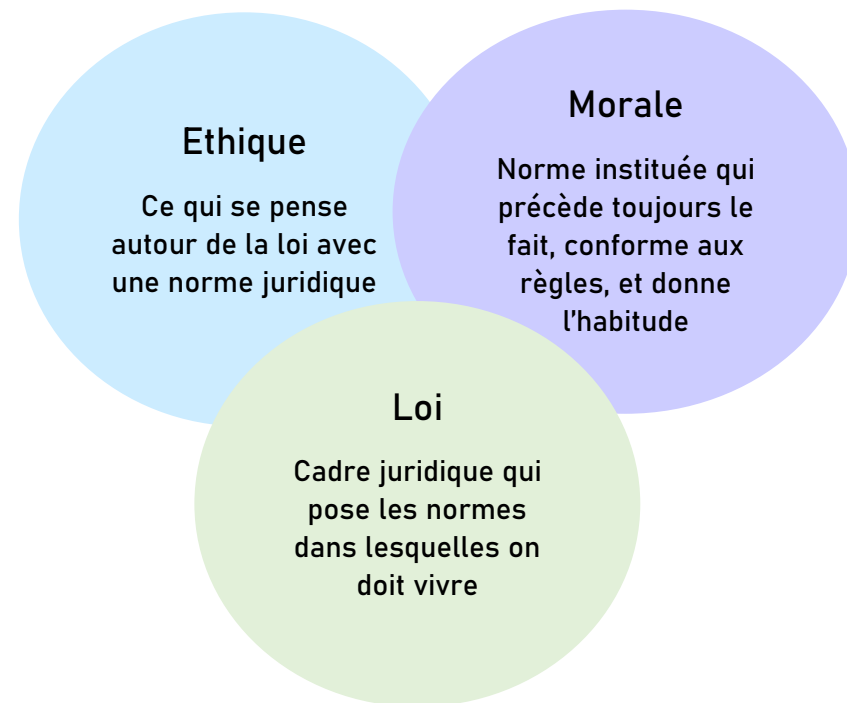 Ethique
Ce qui se pense
autour de la loi avec
une norme juridique
Morale
Norme instituée qui
précède toujours le
fait, conforme aux
règles, et donne
l'habitude
Loi
Cadre juridique qui
pose les normes
dans lesquelles on
doit vivre